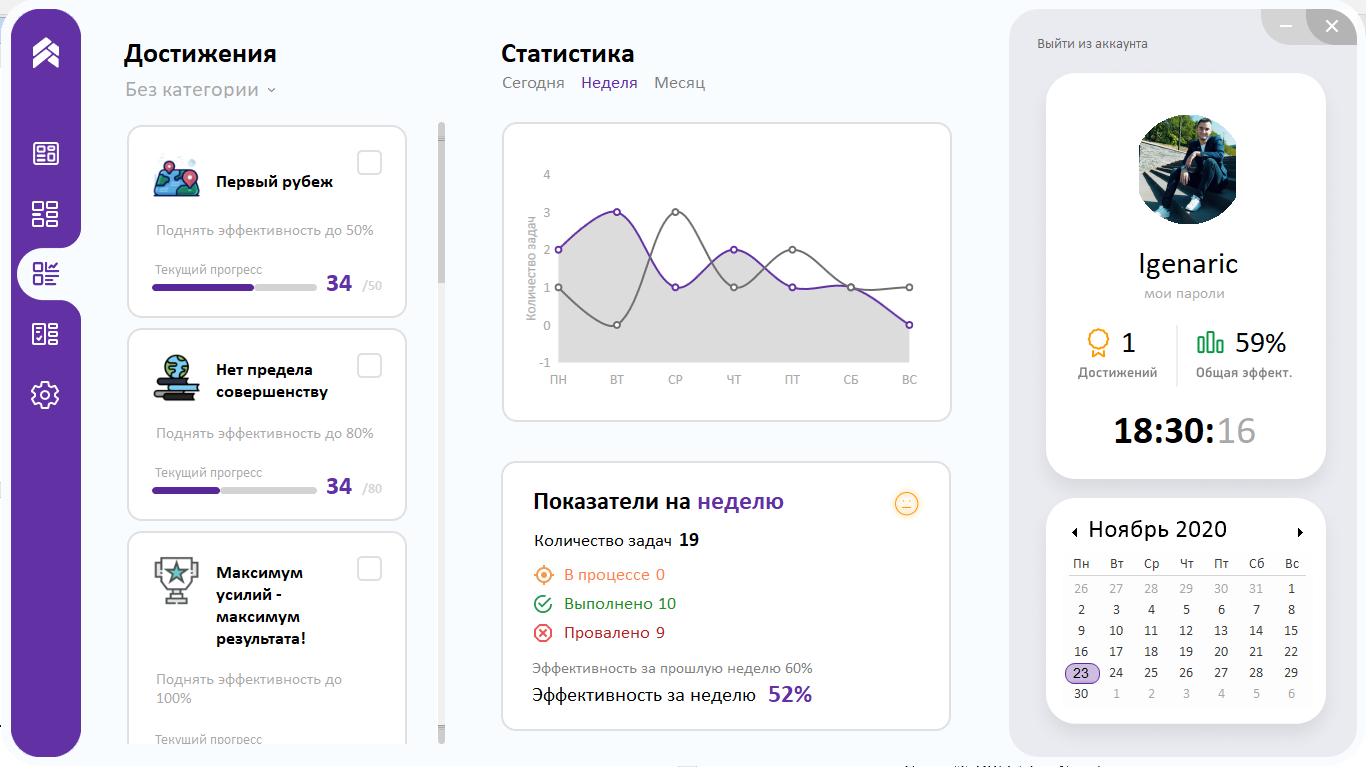 Достижения
Без категории
Первый рубеж
Поднять эффективность до 50%
Текущий прогресс
34 /50
Нет предела
совершенству
Поднять эффективность до 80%
Текущий прогресс
34 /80
Максимум
усилий -
максимум
результата!
Поднять эффективность до
100%
Текущий прогресс
Статистика
Сегодня Неделя Месяц
Количество задач
4
3
2
1
0
-1
ПН ВТ СР ЧТ ПТ СБ ВС
Показатели на неделю
Количество задач 19
В процессе 0
Выполнено 10
Провалено 9
Эффективность за прошлую неделю 60%
Эффективность за неделю 52%
Выйти из аккаунта
Igenaric
мои пароли
1 59%
Достижений Общая эффект.
18:30:16
Ноябрь 2020
Пн Вт Ср Чт Пт Сб Вс
26 27 28 29 30 31 1
2 3 4 5 6 7 8
9 10 11 12 13 14 15
16 17 18 19 20 21 22
23 24 25 26 27 28 29
30 1 2 3 4 5 6